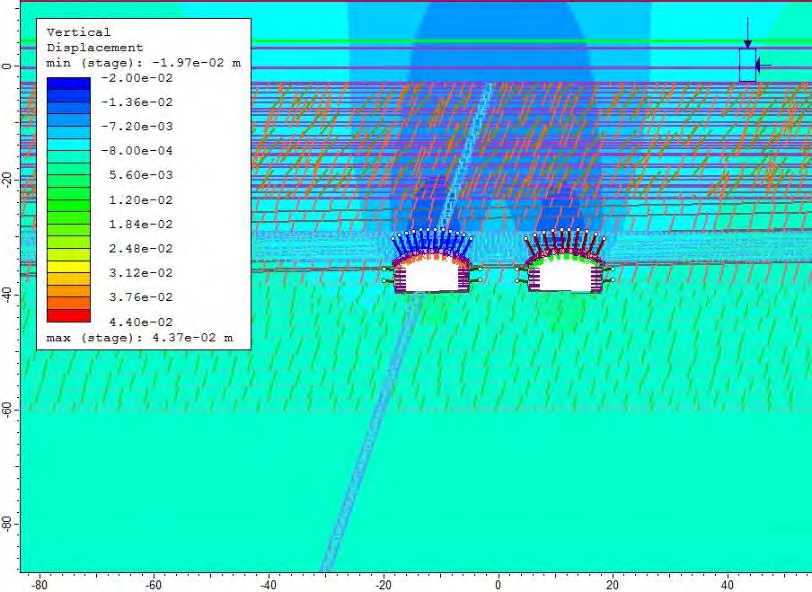 Vertical
Displacement
min (stage): -1.97e-02 m
-2.00e-02
-1.36e-02
-7.20e-03
-8.00e-04
5.60e-03
1.20e-02
1.84e-02
2.48e-02
3.12e-02
3.76e-02
4.40e-02
max (stage): 4.37e-02 m
0
-20
-40
-60
-80
-80 -60 -40 -20 0 20 40